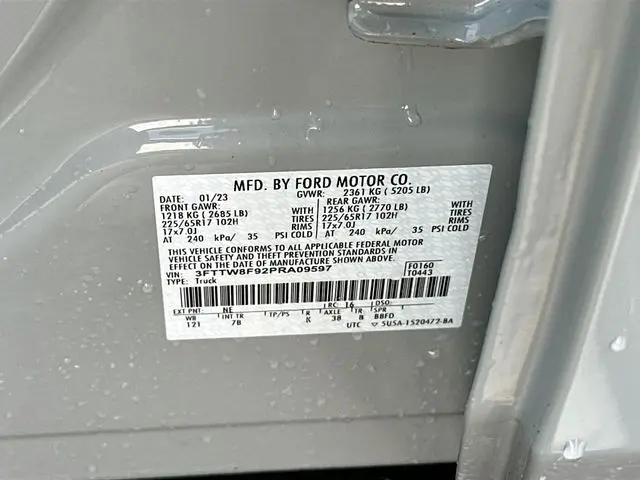 MFD. BY FORD MOTOR CO.
DATE: 01/23 GVWR: 2361 KG ( 5205 LB)
FRONT GAWR: REAR GAWR:
1218 KG ( 2685 LB) WITH 1256 KG ( 2770 LB) WITH
225/65R17 102H TIRES 225/65R17 102H TIRES
17x7.0J RIMS 17x7.0J RIMS
AT 240 kPa/ 35 PSI COLD AT 240 kPa/ 35 PSI COLD
THIS VEHICLE CONFORMS TO ALL APPLICABLE FEDERAL MOTOR
VEHICLE SAFETY AND THEFT PREVENTION STANDARDS IN
EFFECT ON THE DATE OF MANUFACTURE SHOWN ABOVE.
VIN: 3FTTW8F92PRA09597 F0160
TYPE: Truck T0443
EXT PNT: NE RC: 16 DSO:
WB INT TR TP/PS R AXLE TR SPR
121 7B K 38 8 BBFD
UTC 5U5A-1520472-BA